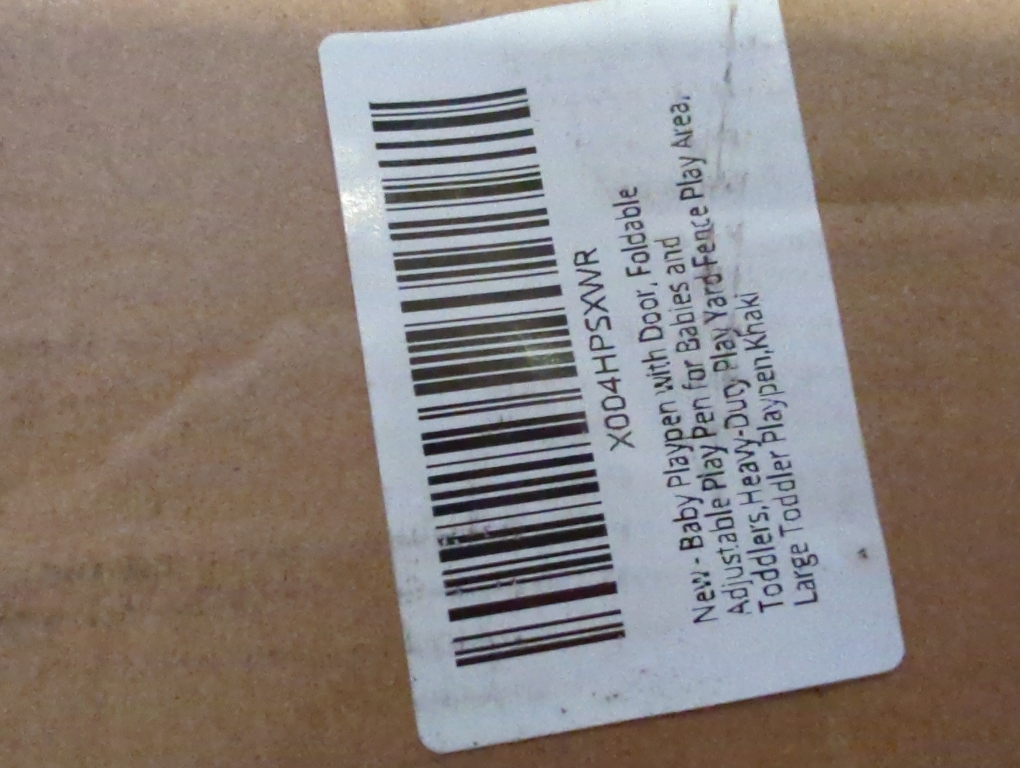 X004HPSXWR
New - Baby Playpen with Door, Foldable
Adjustable Play Pen for Babies and
Toddlers,Heavy-Duty Play Yard Fence Play Area,
Large Toddler Playpen,Khaki